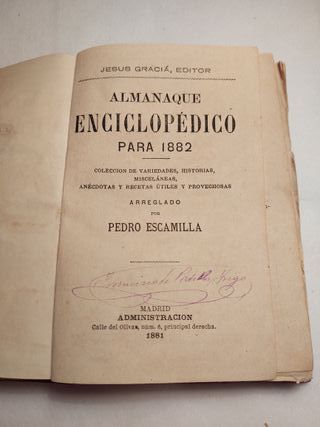 JESUS GRACIÁ, EDITOR
ALMANAQUE
ENCICLOPÉDICO
PARA 1882
COLECCION DE VARIEDADES, HISTORIAS,
MISCELÁNEAS,
ANÉCDOTAS Y RECETAS ÚTILES Y PROVECHOSAS
ARREGLADO
POR
PEDRO ESCAMILLA
de
MADRID
ADMINISTRACION
Calle del Olivar, núm. 6, principal derecha.
1881